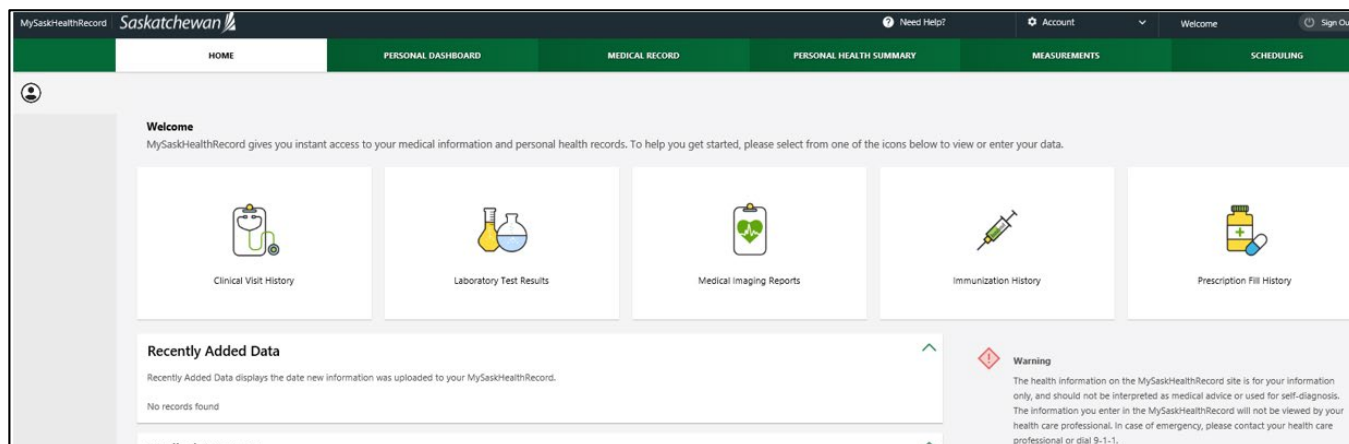 MySaskHealthRecord Saskatchewan Need Help? Account Welcome Sign Ou
HOME PERSONAL DASHBOARD MEDICAL RECORD PERSONAL HEALTH SUMMARY MEASUREMENTS SCHEDULING
Welcome
MySaskHealthRecord gives you instant access to your medical information and personal health records. To help you get started, please select from one of the icons below to view or enter your data.
Clinical Visit History Laboratory Test Results Medical Imaging Reports Immunization History Prescription Fill History
Recently Added Data
Recently Added Data displays the date new information was uploaded to your MySaskHealthRecord.
No records found
Warning
The health information on the MySaskHealthRecord site is for your information
only, and should not be interpreted as medical advice or used for self-diagnosis.
The information you enter in the MySaskHealthRecord will not be viewed by your
health care professional. In case of emergency, please contact your health care
professional or dial 9-1-1.